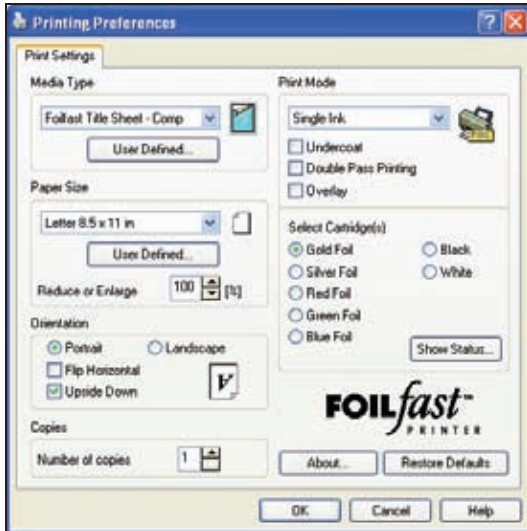 Printing Preferences
Print Settings
Media Type
Foilfast Title Sheet - Comp
User Defined...
Paper Size
Letter 8.5 x 11 in
User Defined...
Reduce or Enlarge 100 [%]
Orientation
Portrait Landscape
Flip Horizontal
Upside Down
Copies
Number of copies 1
Print Mode
Single Ink
Undercoat
Double Pass Printing
Overlay
Select Cartridge(s)
Gold Foil Black
Silver Foil White
Red Foil
Green Foil
Blue Foil
Show Status...
FOILfast™
PRINTER
About... Restore Defaults
OK Cancel Help